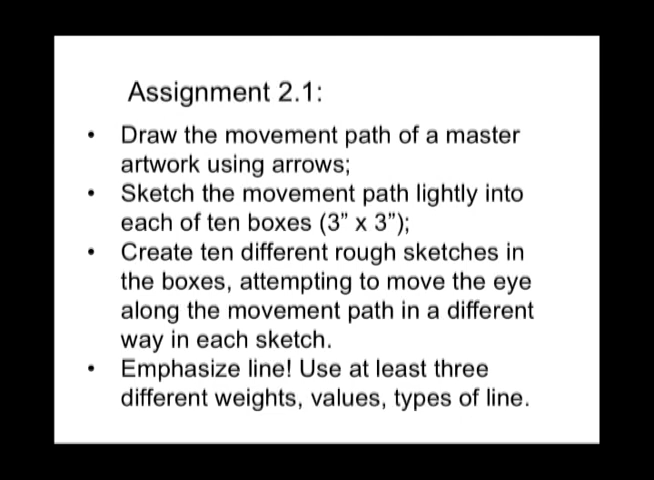 Assignment 2.1:
• Draw the movement path of a master
artwork using arrows;
• Sketch the movement path lightly into
each of ten boxes (3” x 3”);
• Create ten different rough sketches in
the boxes, attempting to move the eye
along the movement path in a different
way in each sketch.
• Emphasize line! Use at least three
different weights, values, types of line.